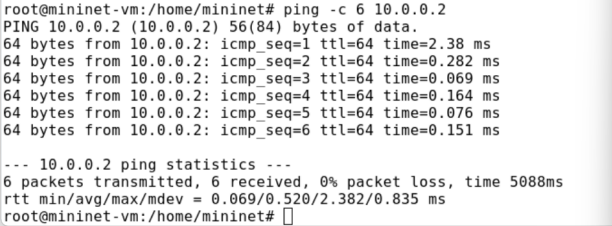 root@mininet-vm:/home/mininet# ping -c 6 10.0.0.2
PING 10.0.0.2 (10.0.0.2) 56(84) bytes of data.
64 bytes from 10.0.0.2: icmp_seq=1 ttl=64 time=2.38 ms
64 bytes from 10.0.0.2: icmp_seq=2 ttl=64 time=0.282 ms
64 bytes from 10.0.0.2: icmp_seq=3 ttl=64 time=0.069 ms
64 bytes from 10.0.0.2: icmp_seq=4 ttl=64 time=0.164 ms
64 bytes from 10.0.0.2: icmp_seq=5 ttl=64 time=0.076 ms
64 bytes from 10.0.0.2: icmp_seq=6 ttl=64 time=0.151 ms

--- 10.0.0.2 ping statistics ---
6 packets transmitted, 6 received, 0% packet loss, time 5088ms
rtt min/avg/max/mdev = 0.069/0.520/2.382/0.835 ms
root@mininet-vm:/home/mininet#